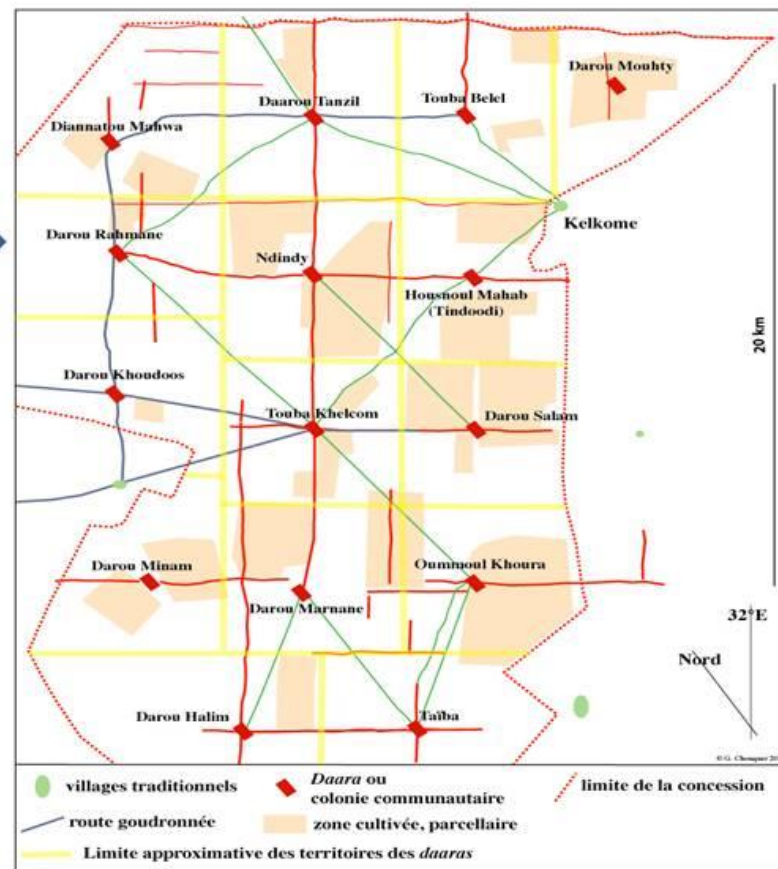 Darou Mouhty
Daarou Tanzil
Touba Belel
Diannatou Mahwa
Kelkome
Darou Rahmane
Ndindy
Housnoul Mahab
(Tindoodi)
20 km
Darou Khoudoos
Touba Khelcom
Darou Salam
Darou Minam
Oummoul Khoura
Darou Marnane
32°E
Nord
Darou Halim
Taïba
villages traditionnels
Daara ou
colonie communautaire
limite de la concession
route goudronnée
zone cultivée, parcellaire
Limite approximative des territoires des daaras